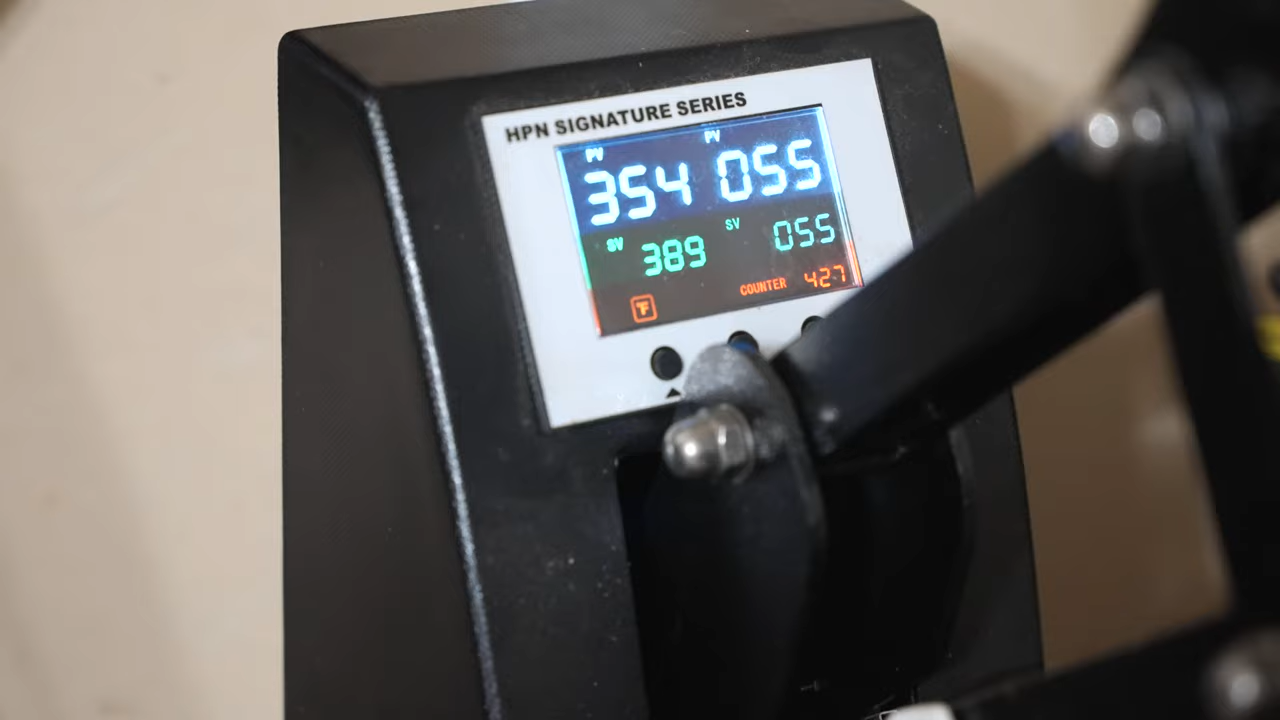 HPN SIGNATURE SERIES
PV PV
354 055
SV SV
389 055
F COUNTER 427